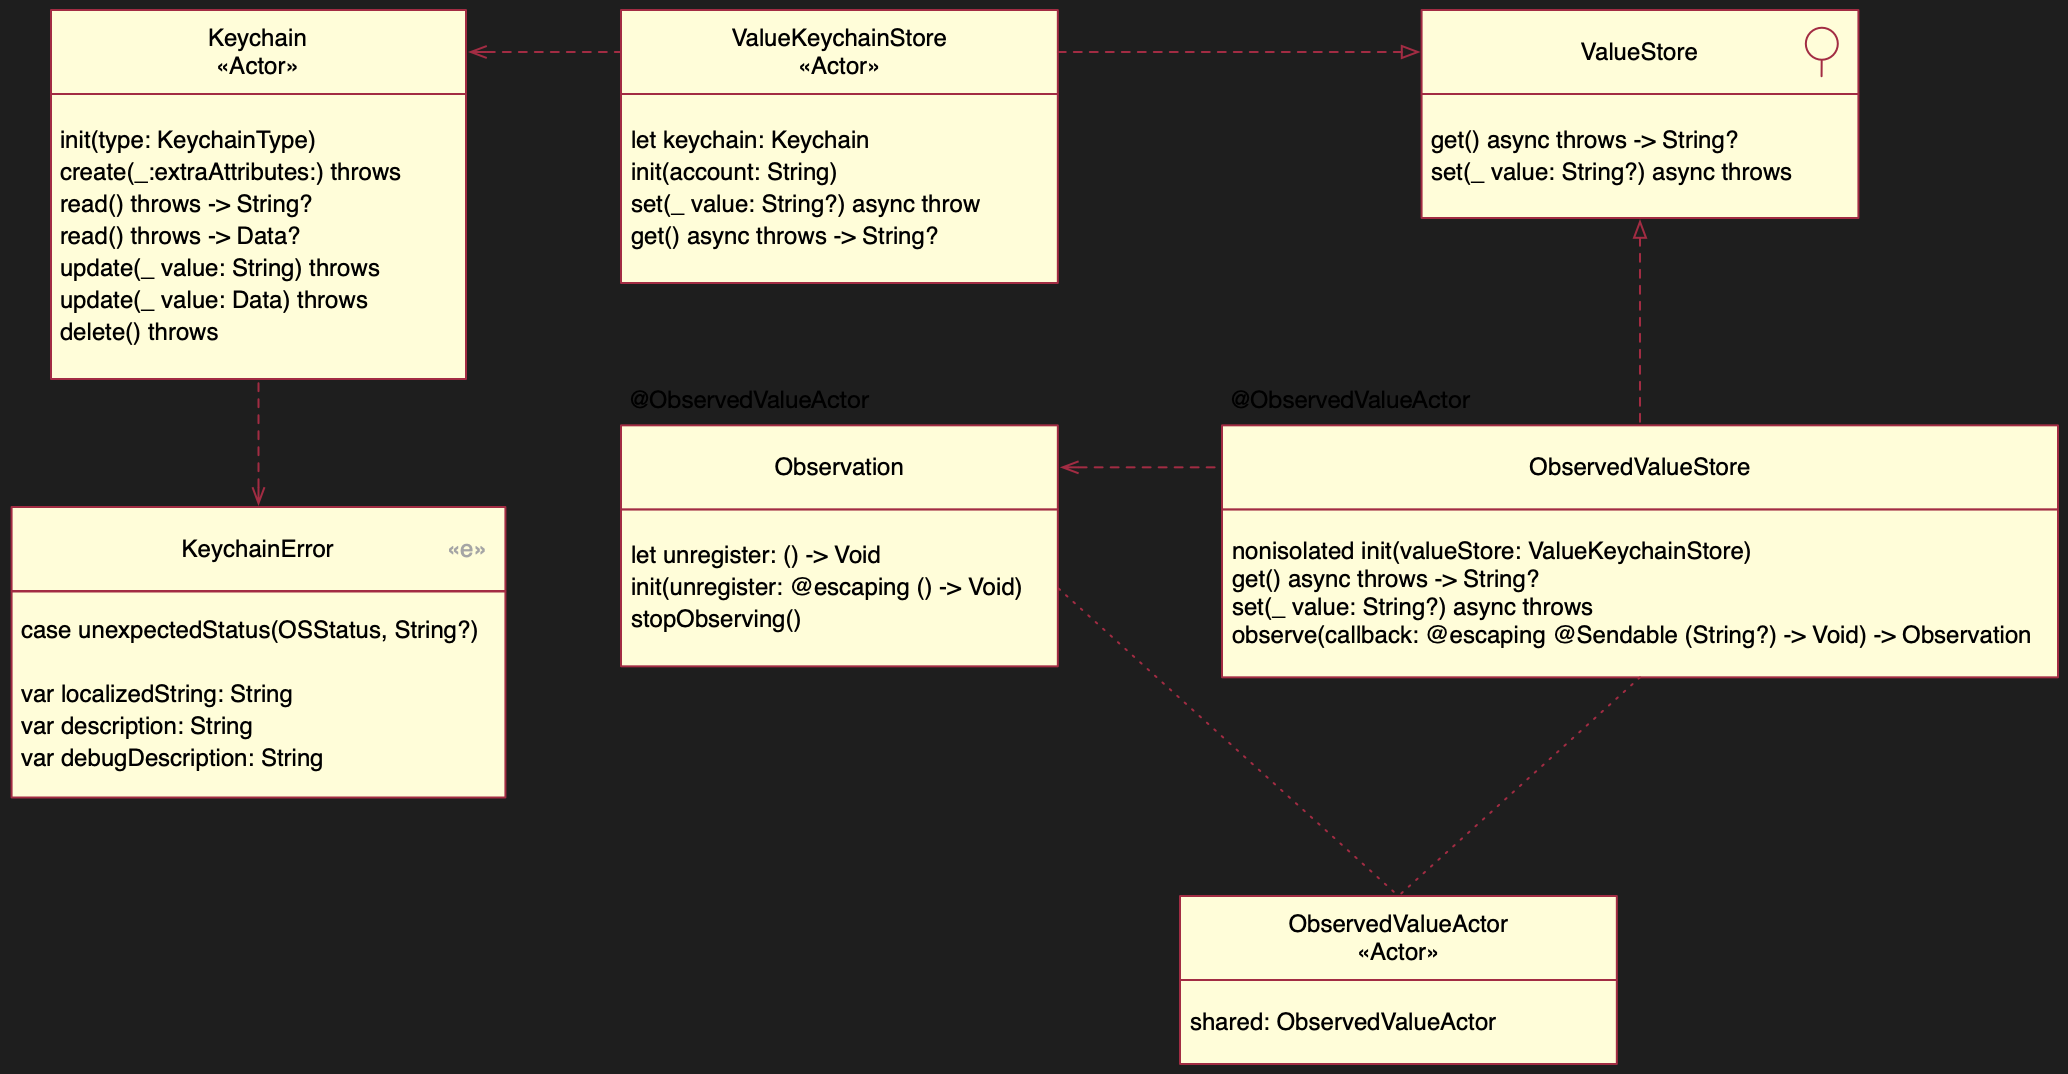 Keychain
«Actor»
init(type: KeychainType)
create(_:extraAttributes:) throws
read() throws -> String?
read() throws -> Data?
update(_ value: String) throws
update(_ value: Data) throws
delete() throws
ValueKeychainStore
«Actor»
let keychain: Keychain
init(account: String)
set(_ value: String?) async throw
get() async throws -> String?
ValueStore
get() async throws -> String?
set(_ value: String?) async throws
KeychainError «e»
case unexpectedStatus(OSStatus, String?)
var localizedString: String
var description: String
var debugDescription: String
@ObservedValueActor
Observation
let unregister: () -> Void
init(unregister: @escaping () -> Void)
stopObserving()
@ObservedValueActor
ObservedValueStore
nonisolated init(valueStore: ValueKeychainStore)
get() async throws -> String?
set(_ value: String?) async throws
observe(callback: @escaping @Sendable (String?) -> Void) -> Observation
ObservedValueActor
«Actor»
shared: ObservedValueActor